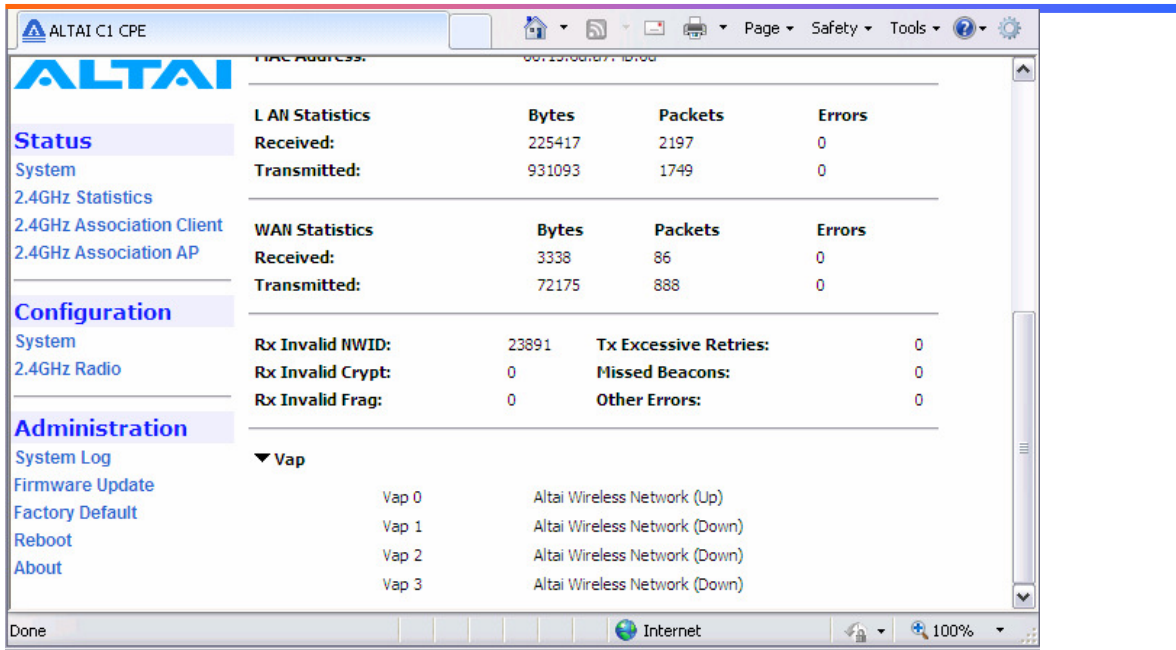 ALTAI C1 CPE
Page Safety Tools
ALTAI
MAC Address:
L AN Statistics Bytes Packets Errors
Received: 225417 2197 0
Transmitted: 931093 1749 0
WAN Statistics Bytes Packets Errors
Received: 3338 86 0
Transmitted: 72175 888 0
Rx Invalid NWID: 23891 Tx Excessive Retries: 0
Rx Invalid Crypt: 0 Missed Beacons: 0
Rx Invalid Frag: 0 Other Errors: 0
Vap
Vap 0 Altai Wireless Network (Up)
Vap 1 Altai Wireless Network (Down)
Vap 2 Altai Wireless Network (Down)
Vap 3 Altai Wireless Network (Down)
Status
System
2.4GHz Statistics
2.4GHz Association Client
2.4GHz Association AP
Configuration
System
2.4GHz Radio
Administration
System Log
Firmware Update
Factory Default
Reboot
About
Done Internet 100%